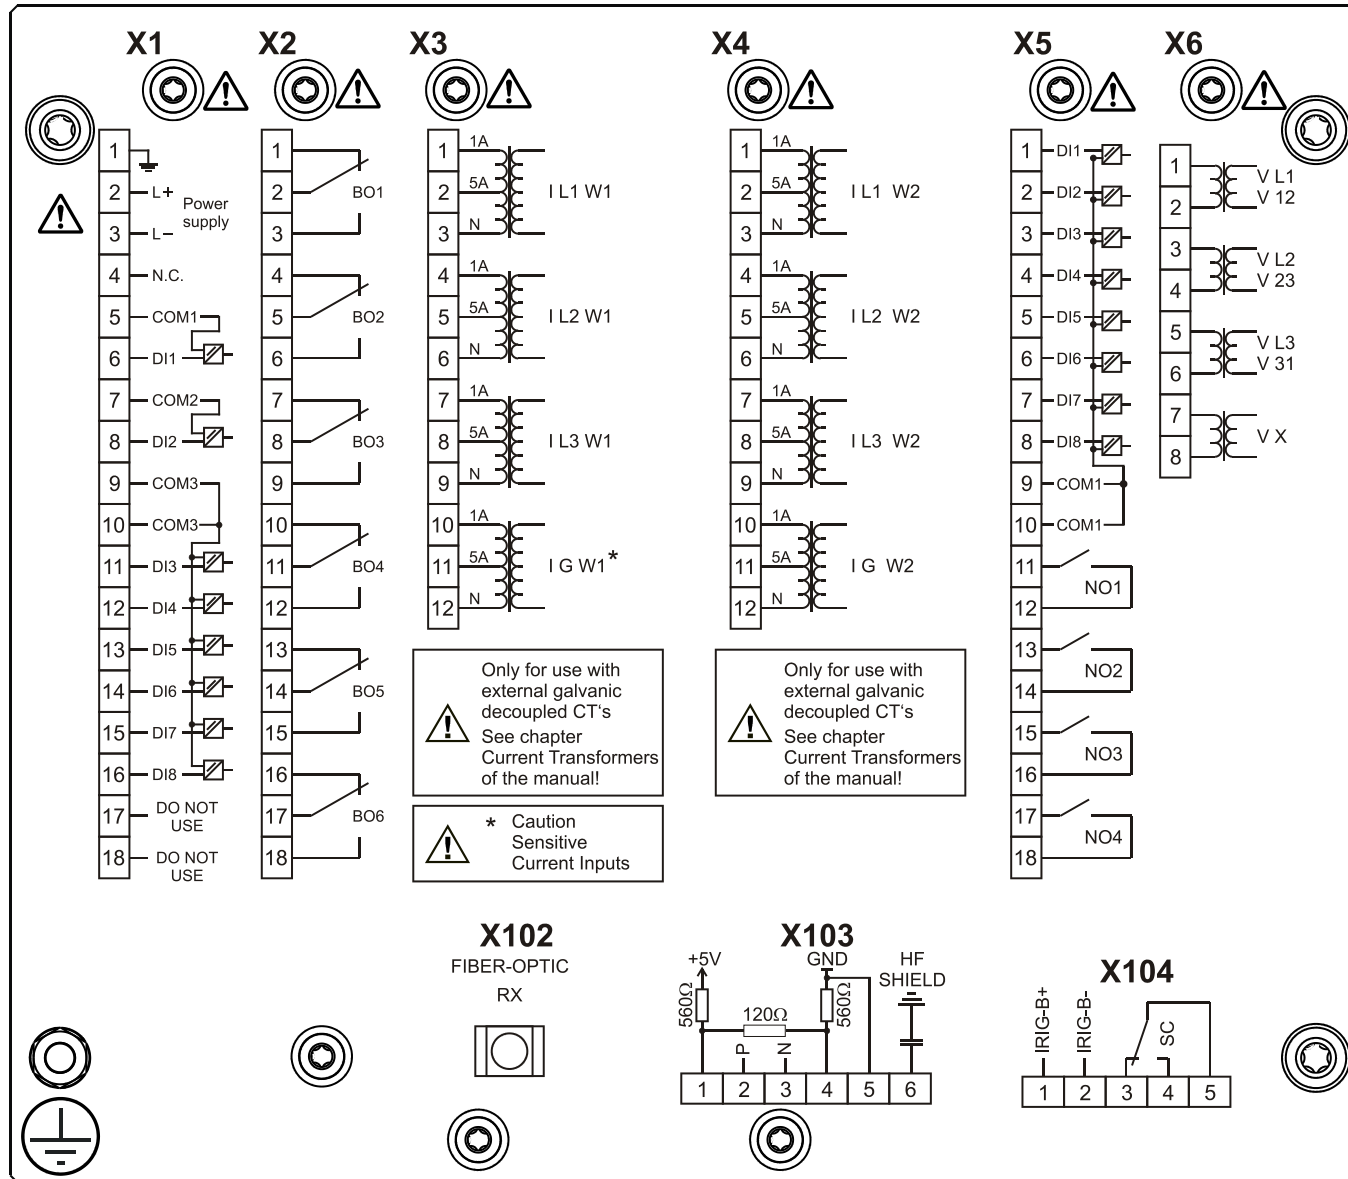 X1
1
2 L+
Power
supply
3 L–
4 N.C.
5 COM1
6 DI1
7 COM2
8 DI2
9 COM3
10 COM3
11 DI3
12 DI4
13 DI5
14 DI6
15 DI7
16 DI8
17 DO NOT
USE
18 DO NOT
USE
X2
1
2 BO1
3
4
5 BO2
6
7
8 BO3
9
10
11 BO4
12
13
14 BO5
15
16
17 BO6
18
X3
1 1A
2 5A I L1 W1
3 N
4 1A
5 5A I L2 W1
6 N
7 1A
8 5A I L3 W1
9 N
10 1A
11 5A I G W1*
12 N
Only for use with
external galvanic
decoupled CT‘s
See chapter
Current Transformers
of the manual!
* Caution
Sensitive
Current Inputs
X4
1 1A
2 5A I L1 W2
3 N
4 1A
5 5A I L2 W2
6 N
7 1A
8 5A I L3 W2
9 N
10 1A
11 5A I G W2
12 N
Only for use with
external galvanic
decoupled CT‘s
See chapter
Current Transformers
of the manual!
X5
1 DI1
2 DI2
3 DI3
4 DI4
5 DI5
6 DI6
7 DI7
8 DI8
9 COM1
10 COM1
11
NO1
12
13
NO2
14
15
NO3
16
17
NO4
18
X6
1 V L1
2 V 12
3 V L2
4 V 23
5 V L3
6 V 31
7
V X
8
X102
FIBER-OPTIC
RX
X103
+5V GND HF
SHIELD
560Ω 120Ω 560Ω
P N
1 2 3 4 5 6
X104
IRIG-B+ IRIG-B- SC
1 2 3 4 5